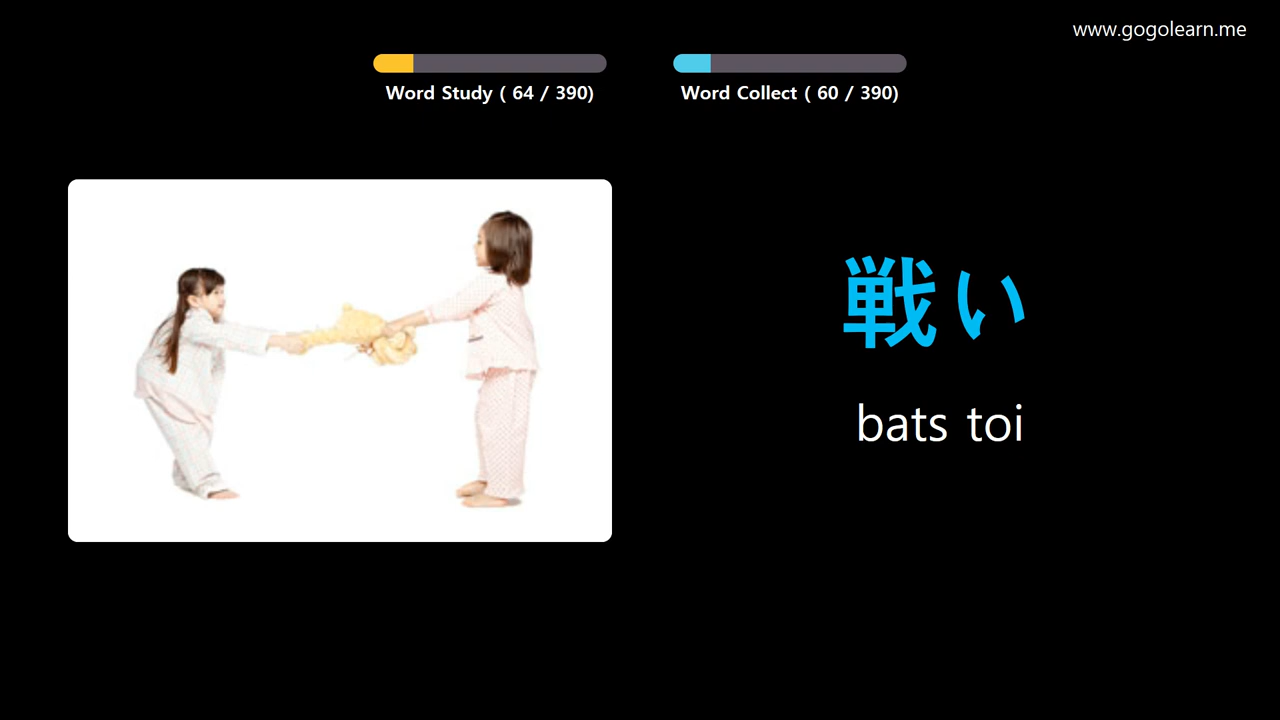 www.gogolearn.me
Word Study ( 64 / 390)
Word Collect ( 60 / 390)
戦い
bats toi